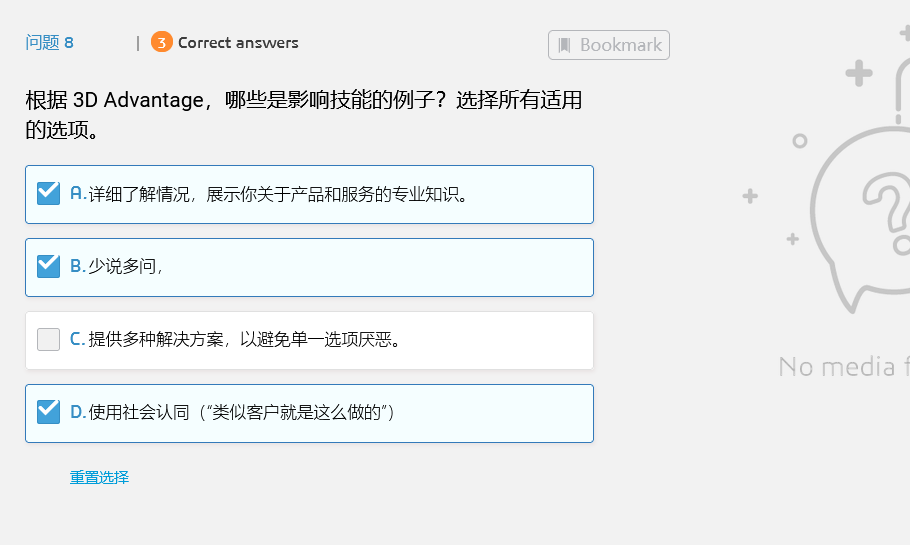 问题 8 | 3 Correct answers
Bookmark
根据 3D Advantage，哪些是影响技能的例子？选择所有适用
的选项。
A.详细了解情况，展示你关于产品和服务的专业知识。
B.少说多问，
C.提供多种解决方案，以避免单一选项厌恶。
D.使用社会认同（“类似客户就是这么做的”）
重置选择
No media f